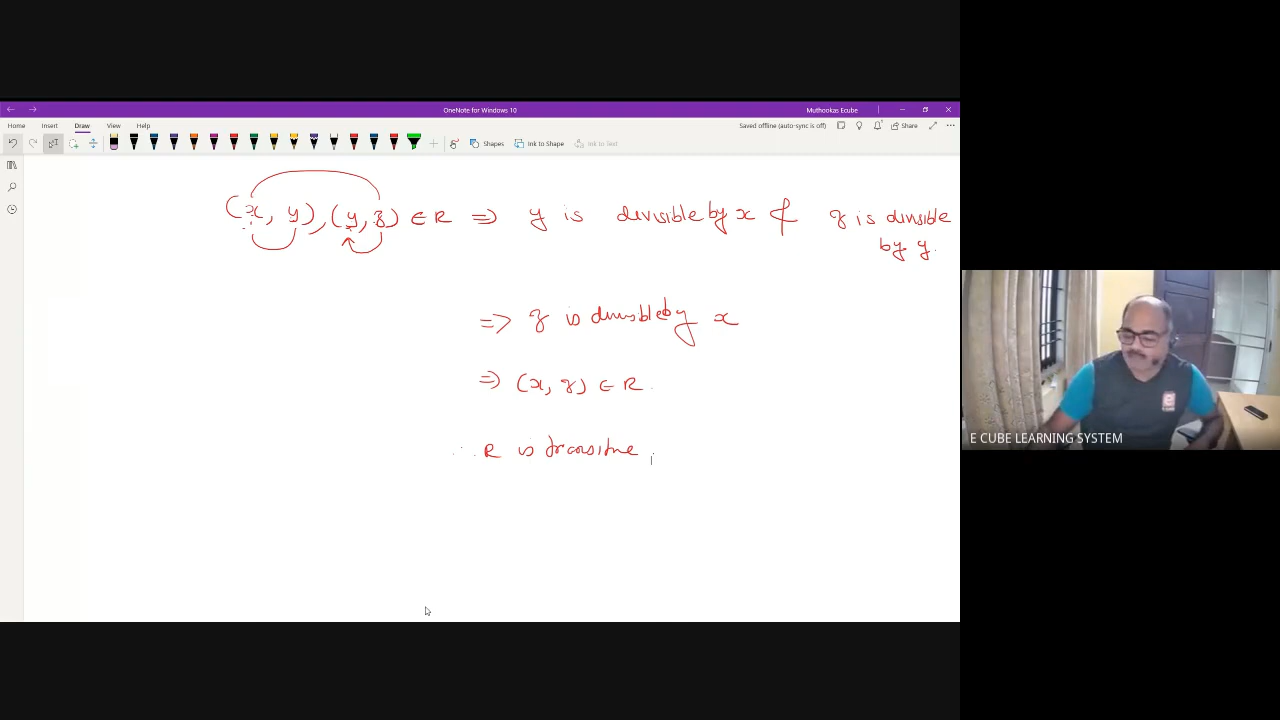 OneNote for Windows 10
Muthookas Ecube
Home Insert Draw View Help
Saved offline (auto-sync is off)
Share
Shapes Ink to Shape Ink to Text
(x, y), (y, z) ∈ R ⇒ y is divisible by x & z is divisible
by y.
⇒ z is divisible by x
⇒ (x, z) ∈ R.
∴ R is transitive
E CUBE LEARNING SYSTEM